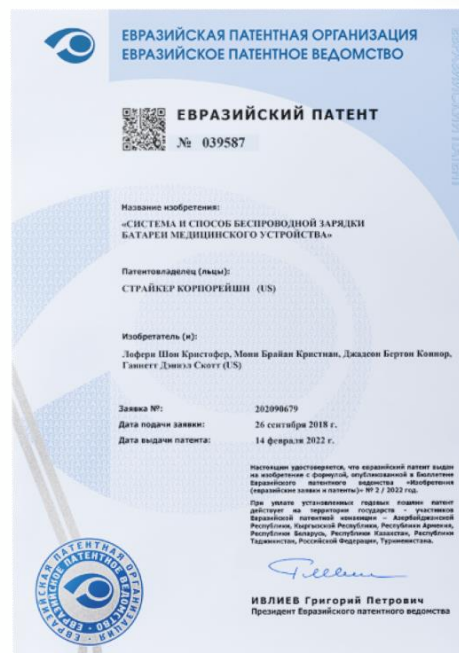 ЕВРАЗИЙСКАЯ ПАТЕНТНАЯ ОРГАНИЗАЦИЯ
ЕВРАЗИЙСКОЕ ПАТЕНТНОЕ ВЕДОМСТВО
ЕВРАЗИЙСКИЙ ПАТЕНТ
№ 039587
Название изобретения:
«СИСТЕМА И СПОСОБ БЕСПРОВОДНОЙ ЗАРЯДКИ
БАТАРЕИ МЕДИЦИНСКОГО УСТРОЙСТВА»
Патентовладелец (льцы):
СТРАЙКЕР КОРПОРЕЙШН (US)
Изобретатель (и):
Лофери Шон Кристофер, Мони Брайан Кристиан, Джадсон Бертон Коннор,
Ганнетт Дэниэл Скотт (US)
Заявка №: 202090679
Дата подачи заявки: 26 сентября 2018 г.
Дата выдачи патента: 14 февраля 2022 г.
Настоящим удостоверяется, что евразийский патент выдан
на изобретение с формулой, опубликованной в Бюллетене
Евразийского патентного ведомства «Изобретения
(евразийские заявки и патенты)» № 2 / 2022 год.
При уплате установленных годовых пошлин патент
действует на территории государств – участников
Евразийской патентной конвенции – Азербайджанской
Республики, Кыргызской Республики, Республики Армения,
Республики Беларусь, Республики Казахстан, Республики
Таджикистан, Российской Федерации, Туркменистана.
ИВЛИЕВ Григорий Петрович
Президент Евразийского патентного ведомства
ЕВРАЗИЙСКАЯ ПАТЕНТНАЯ ОРГАНИЗАЦИЯ
ЕВРАЗИЙСКОЕ ПАТЕНТНОЕ ВЕДОМСТВО